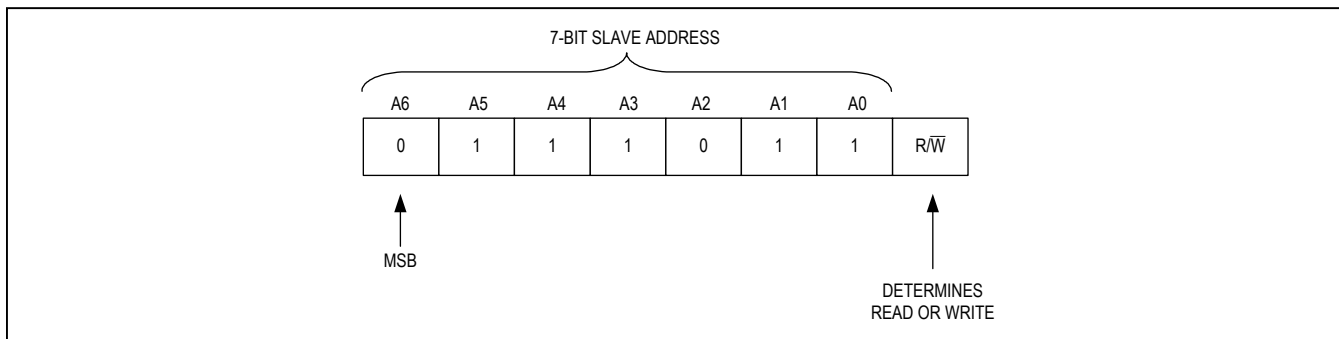 7-BIT SLAVE ADDRESS
A6 A5 A4 A3 A2 A1 A0
0 1 1 1 0 1 1 R/W̅
MSB
DETERMINES
READ OR WRITE